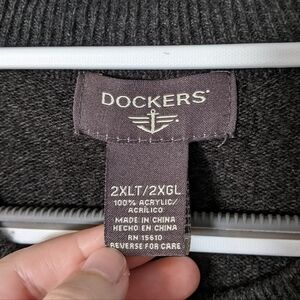 DOCKERS
2XLT/2XGL
100% ACRYLIC/
ACRILICO
MADE IN CHINA
HECHO EN CHINA
RN 15610
REVERSE FOR CARE